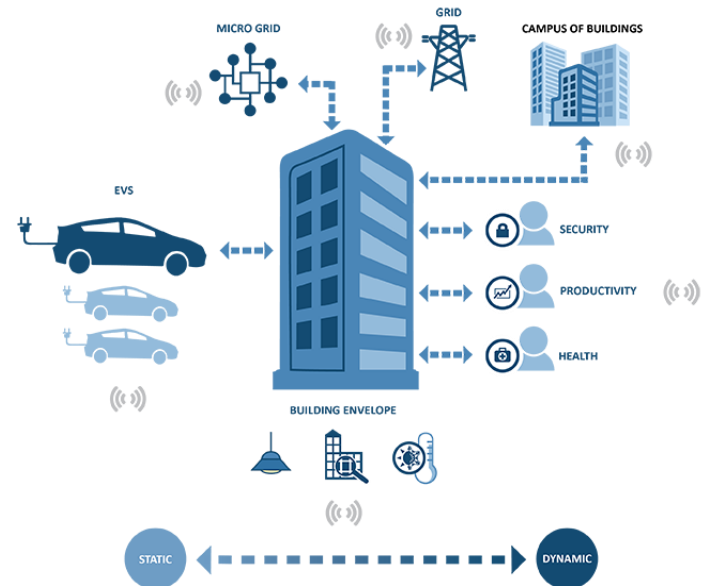 GRID
MICRO GRID
CAMPUS OF BUILDINGS
EVS
SECURITY
PRODUCTIVITY
HEALTH
BUILDING ENVELOPE
STATIC
DYNAMIC